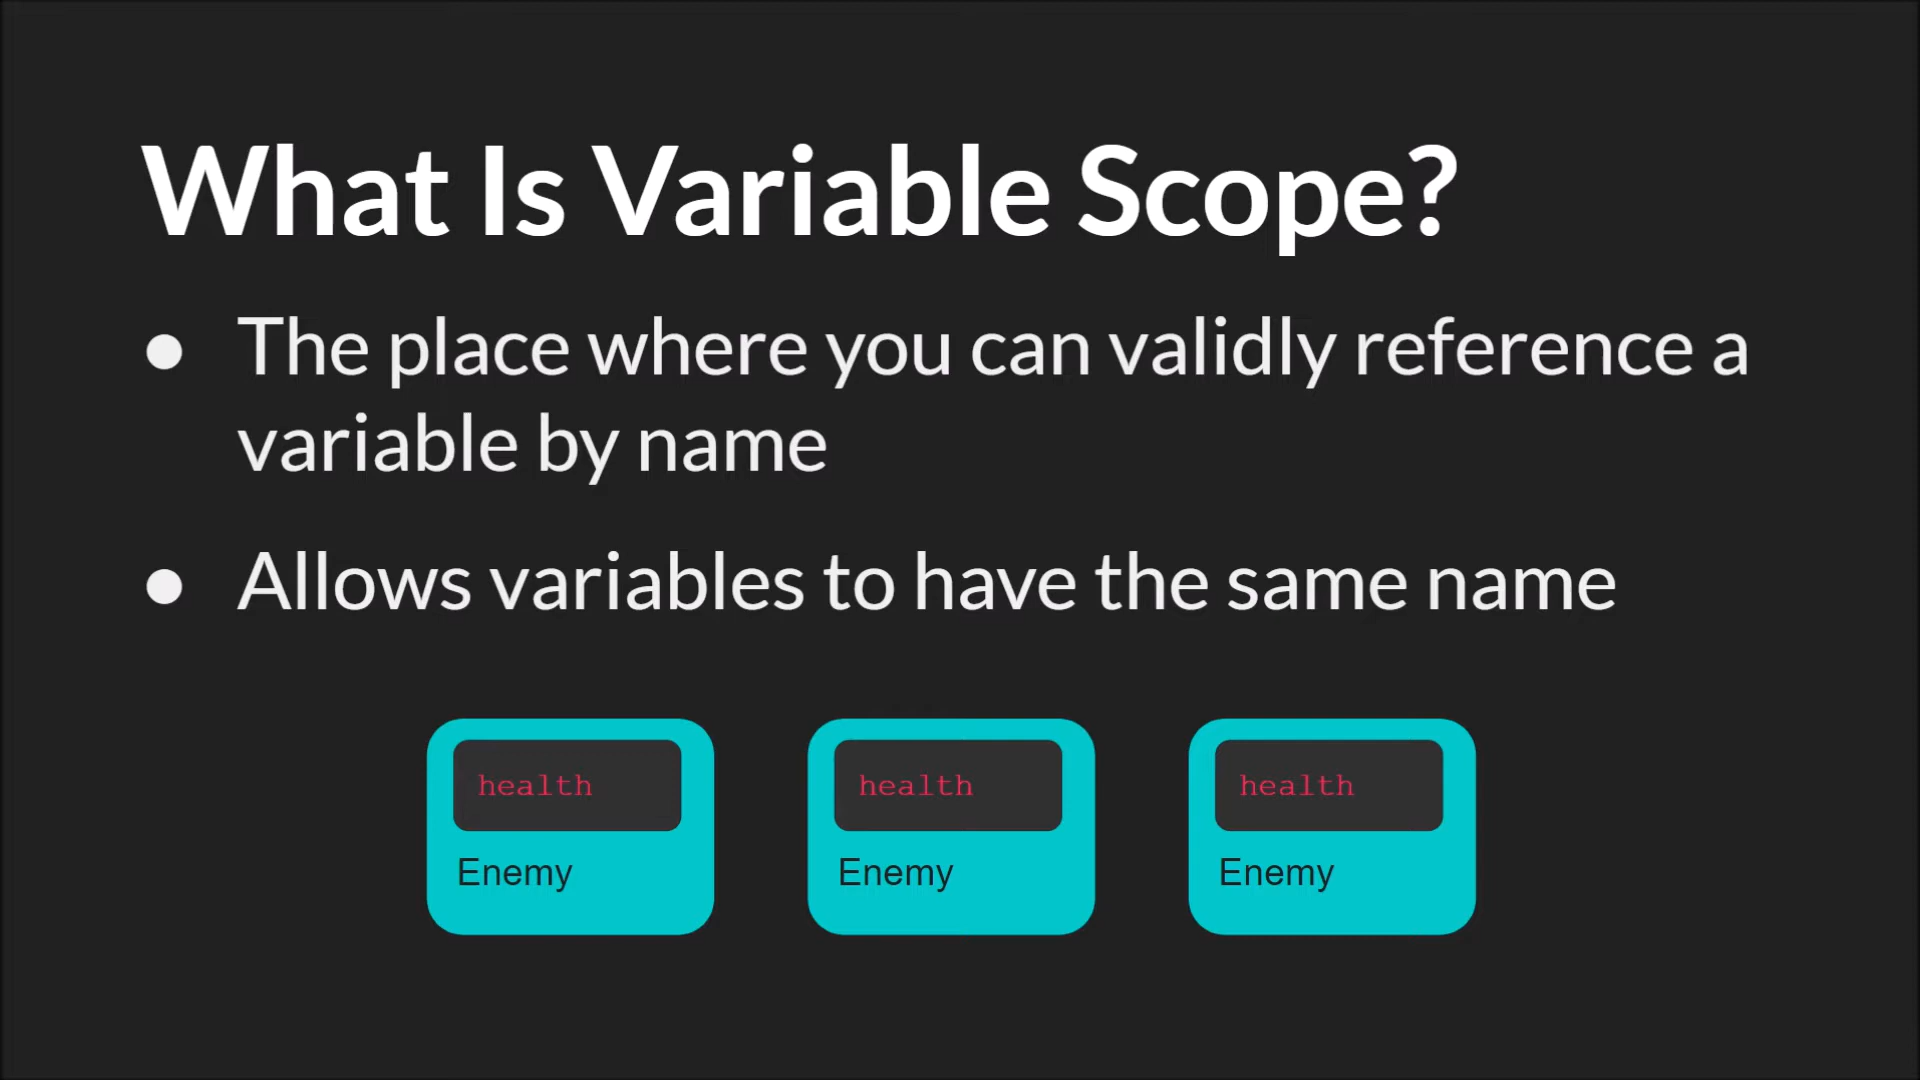 What Is Variable Scope?
● The place where you can validly reference a
variable by name
● Allows variables to have the same name
health health health
Enemy Enemy Enemy